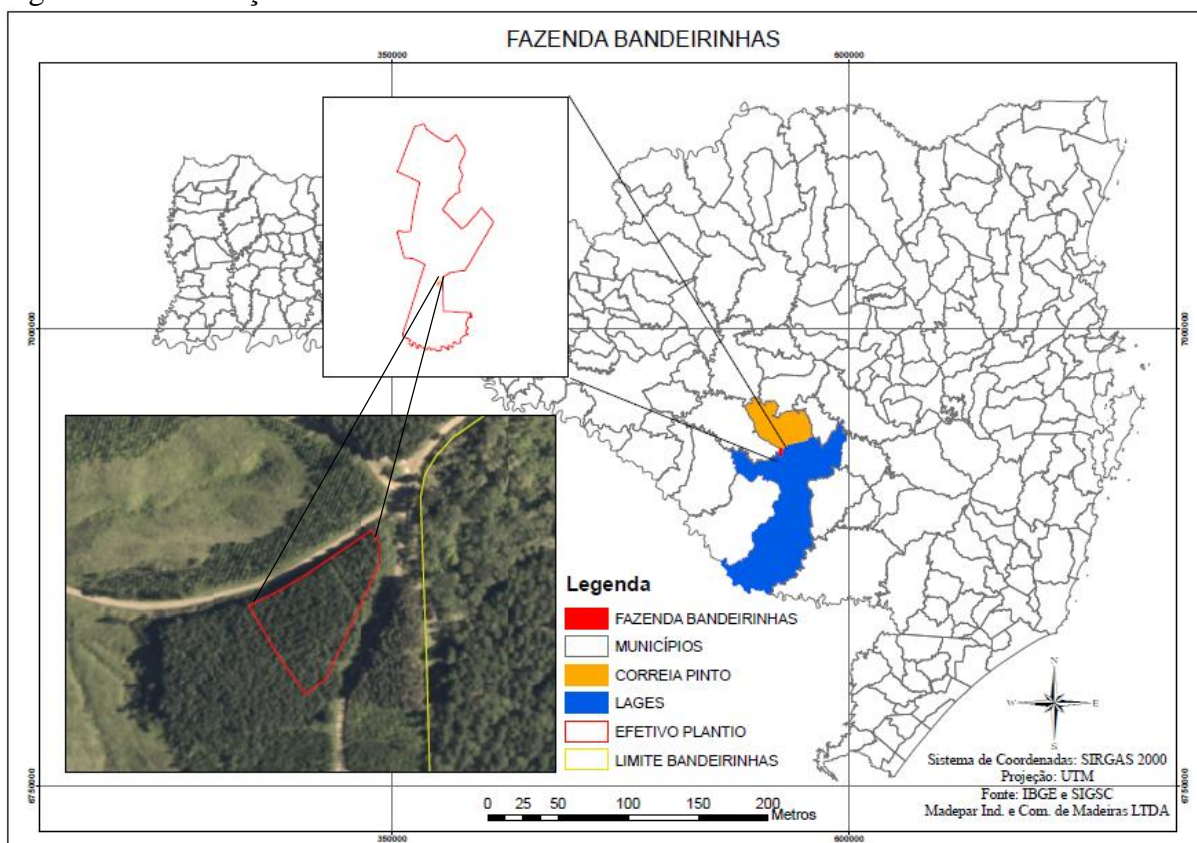 FAZENDA BANDEIRINHAS
350000
600000
7000000
7000000
Legenda
FAZENDA BANDEIRINHAS
MUNICÍPIOS
CORREIA PINTO
LAGES
EFETIVO PLANTIO
LIMITE BANDEIRINHAS
N
W
E
S
Sistema de Coordenadas: SIRGAS 2000
Projeção: UTM
Fonte: IBGE e SIGSC
Madepar Ind. e Com. de Madeiras LTDA
6750000
6750000
0 25 50 100 150 200
Metros
350000
600000